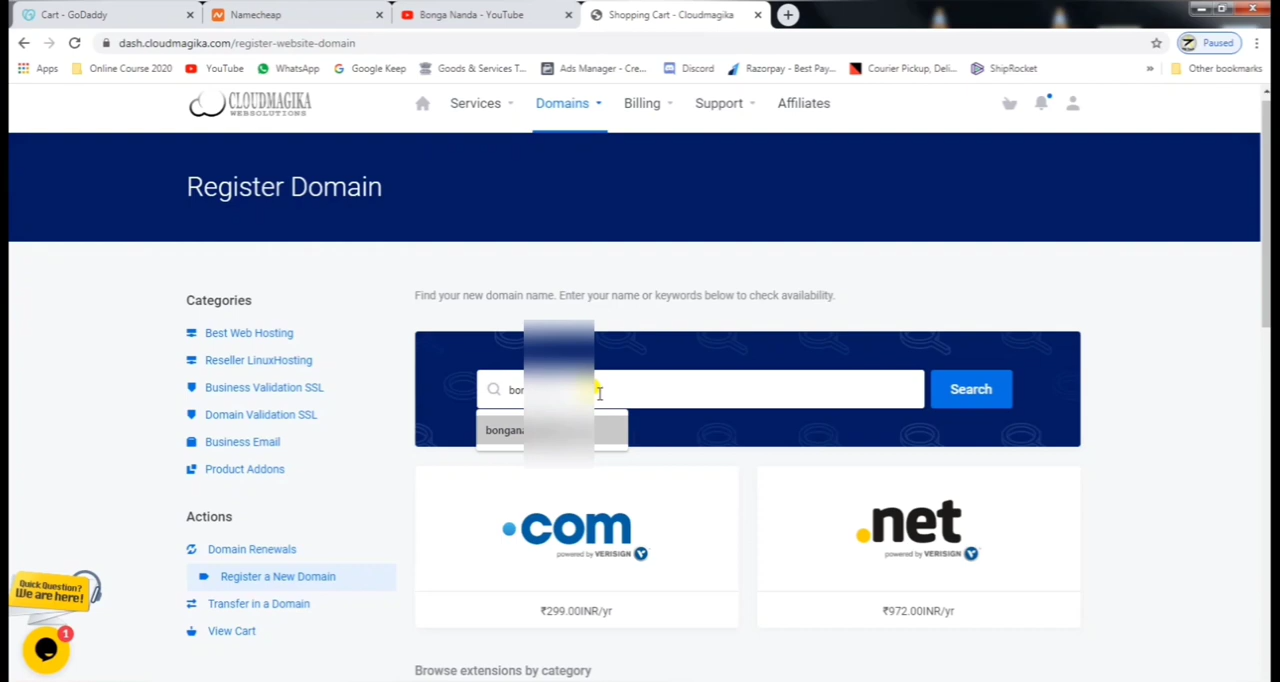 Cart - GoDaddy
Namecheap
Bonga Nanda - YouTube
Shopping Cart - Cloudmagika
dash.cloudmagika.com/register-website-domain
Paused
Apps
Online Course 2020
YouTube
WhatsApp
Google Keep
Goods & Services T...
Ads Manager - Cre...
Discord
Razorpay - Best Pay...
Courier Pickup, Deli...
ShipRocket
»
Other bookmarks
CLOUDMAGIKA
WEBSOLUTIONS
Services
Domains
Billing
Support
Affiliates
Register Domain
Categories
Best Web Hosting
Reseller LinuxHosting
Business Validation SSL
Domain Validation SSL
Business Email
Product Addons
Actions
Domain Renewals
Register a New Domain
Transfer in a Domain
View Cart
Quick Question?
We are here!
1
Find your new domain name. Enter your name or keywords below to check availability.
Search
.com
powered by VERISIGN
₹299.00INR/yr
.net
powered by VERISIGN
₹972.00INR/yr
Browse extensions by category